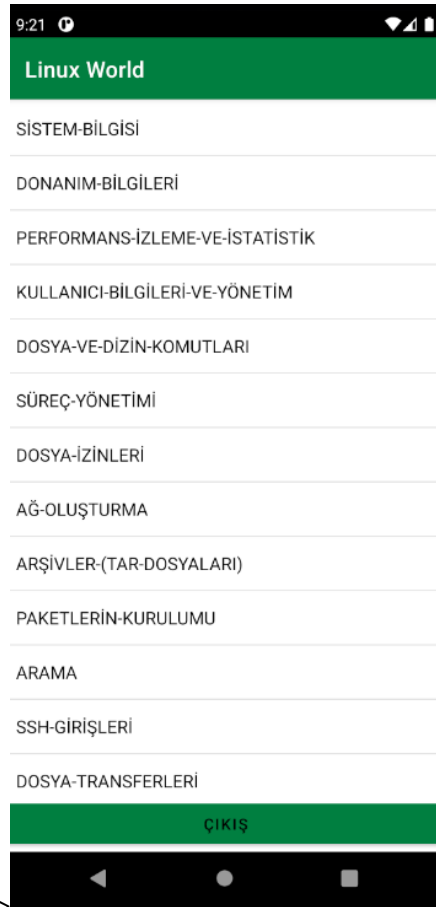 9:21
Linux World
SİSTEM-BİLGİSİ
DONANIM-BİLGİLERİ
PERFORMANS-İZLEME-VE-İSTATİSTİK
KULLANICI-BİLGİLERİ-VE-YÖNETİM
DOSYA-VE-DİZİN-KOMUTLARI
SÜREÇ-YÖNETİMİ
DOSYA-İZİNLERİ
AĞ-OLUŞTURMA
ARŞİVLER-(TAR-DOSYALARI)
PAKETLERİN-KURULUMU
ARAMA
SSH-GİRİŞLERİ
DOSYA-TRANSFERLERİ
ÇIKIŞ